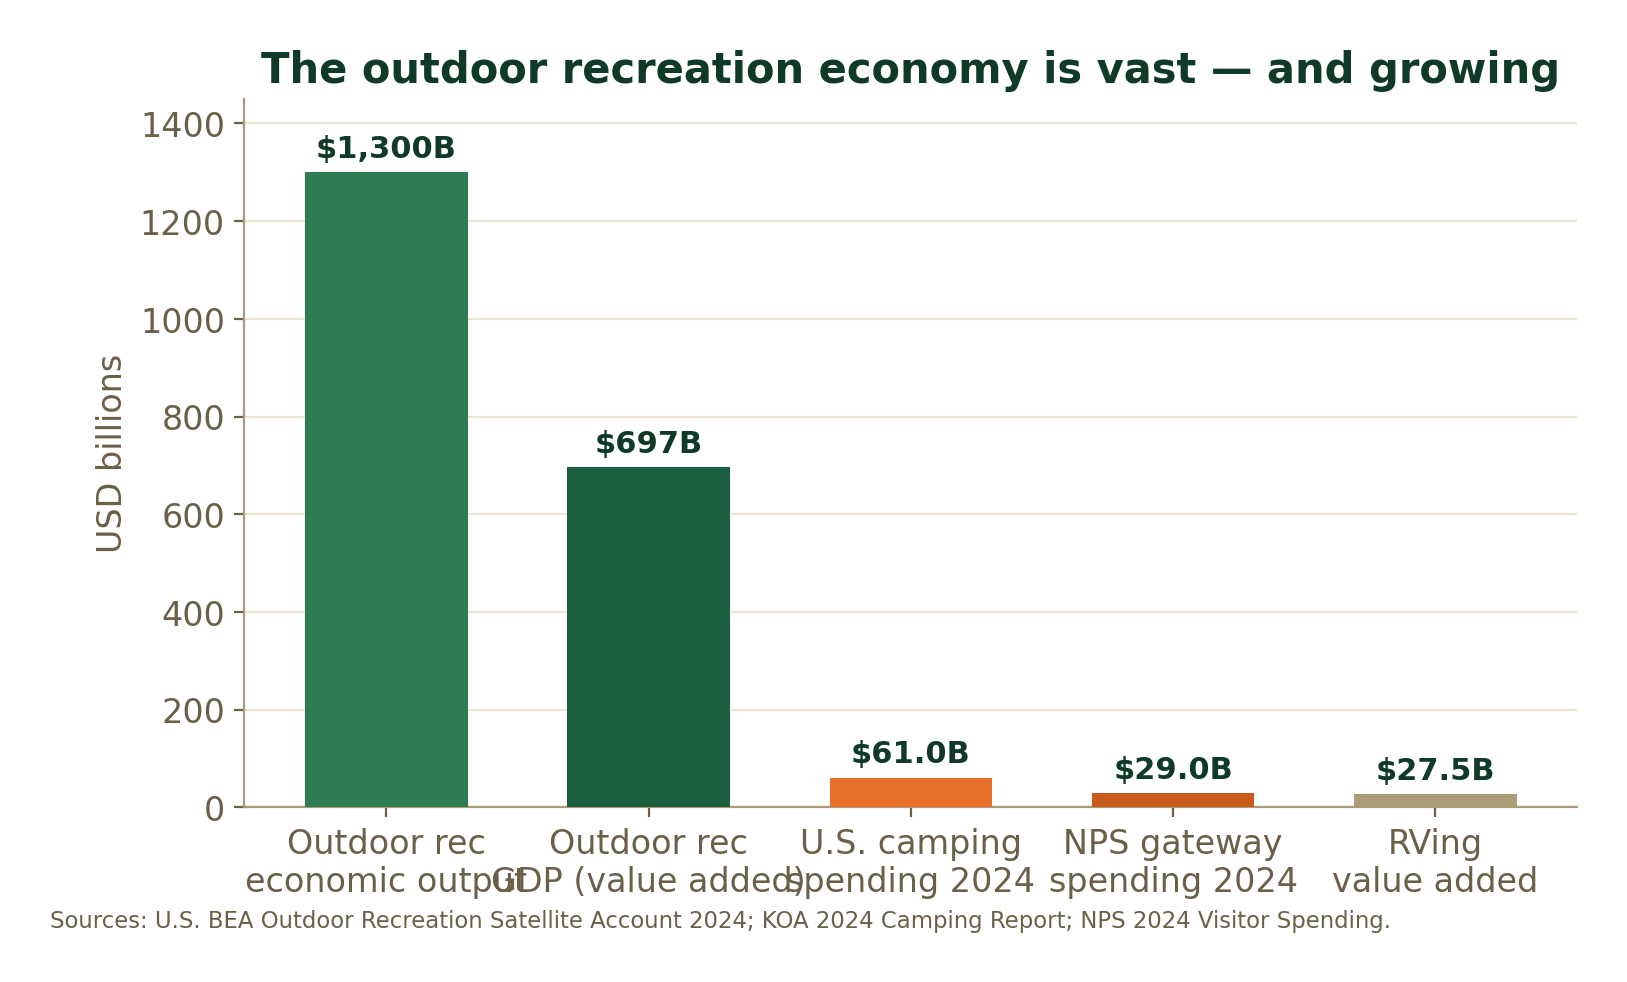 The outdoor recreation economy is vast — and growing
1400
1200
1000
800
600
400
200
0
USD billions
$1,300B
$697B
$61.0B
$29.0B
$27.5B
Outdoor rec
economic output
Outdoor rec
GDP (value added)
U.S. camping
spending 2024
NPS gateway
spending 2024
RVing
value added
Sources: U.S. BEA Outdoor Recreation Satellite Account 2024; KOA 2024 Camping Report; NPS 2024 Visitor Spending.